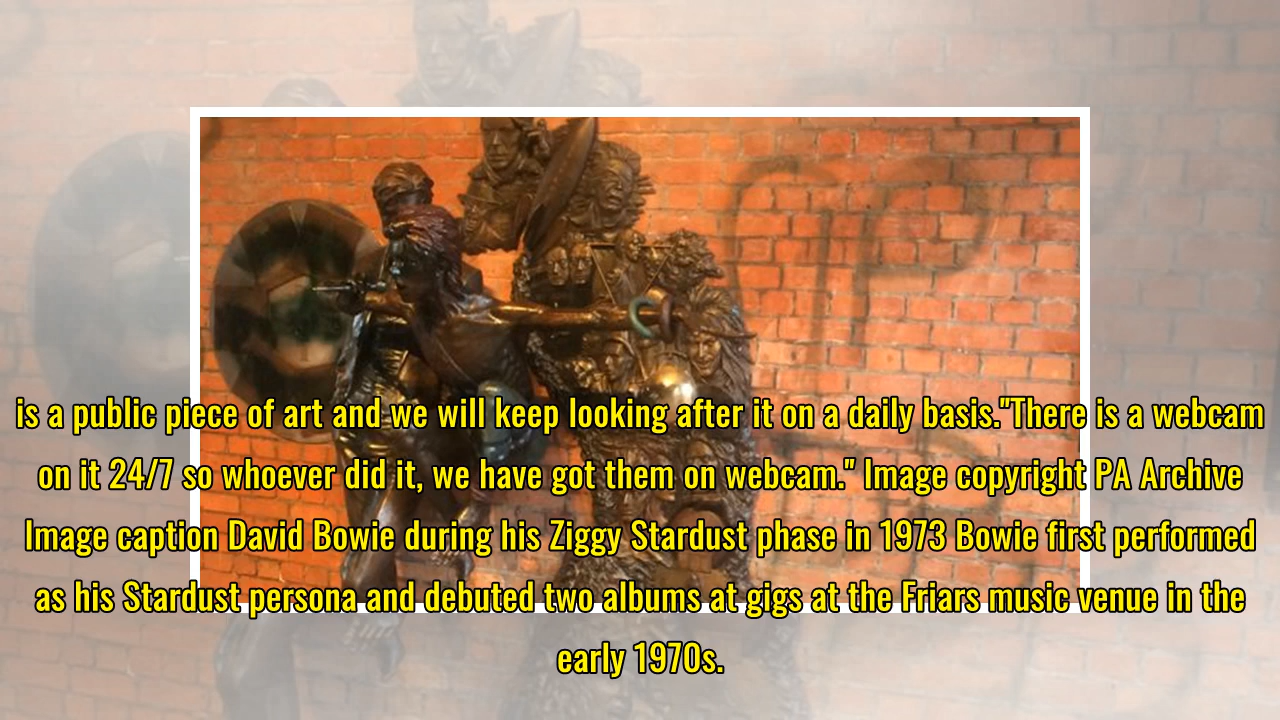 is a public piece of art and we will keep looking after it on a daily basis."There is a webcam
on it 24/7 so whoever did it, we have got them on webcam." Image copyright PA Archive
Image caption David Bowie during his Ziggy Stardust phase in 1973 Bowie first performed
as his Stardust persona and debuted two albums at gigs at the Friars music venue in the
early 1970s.